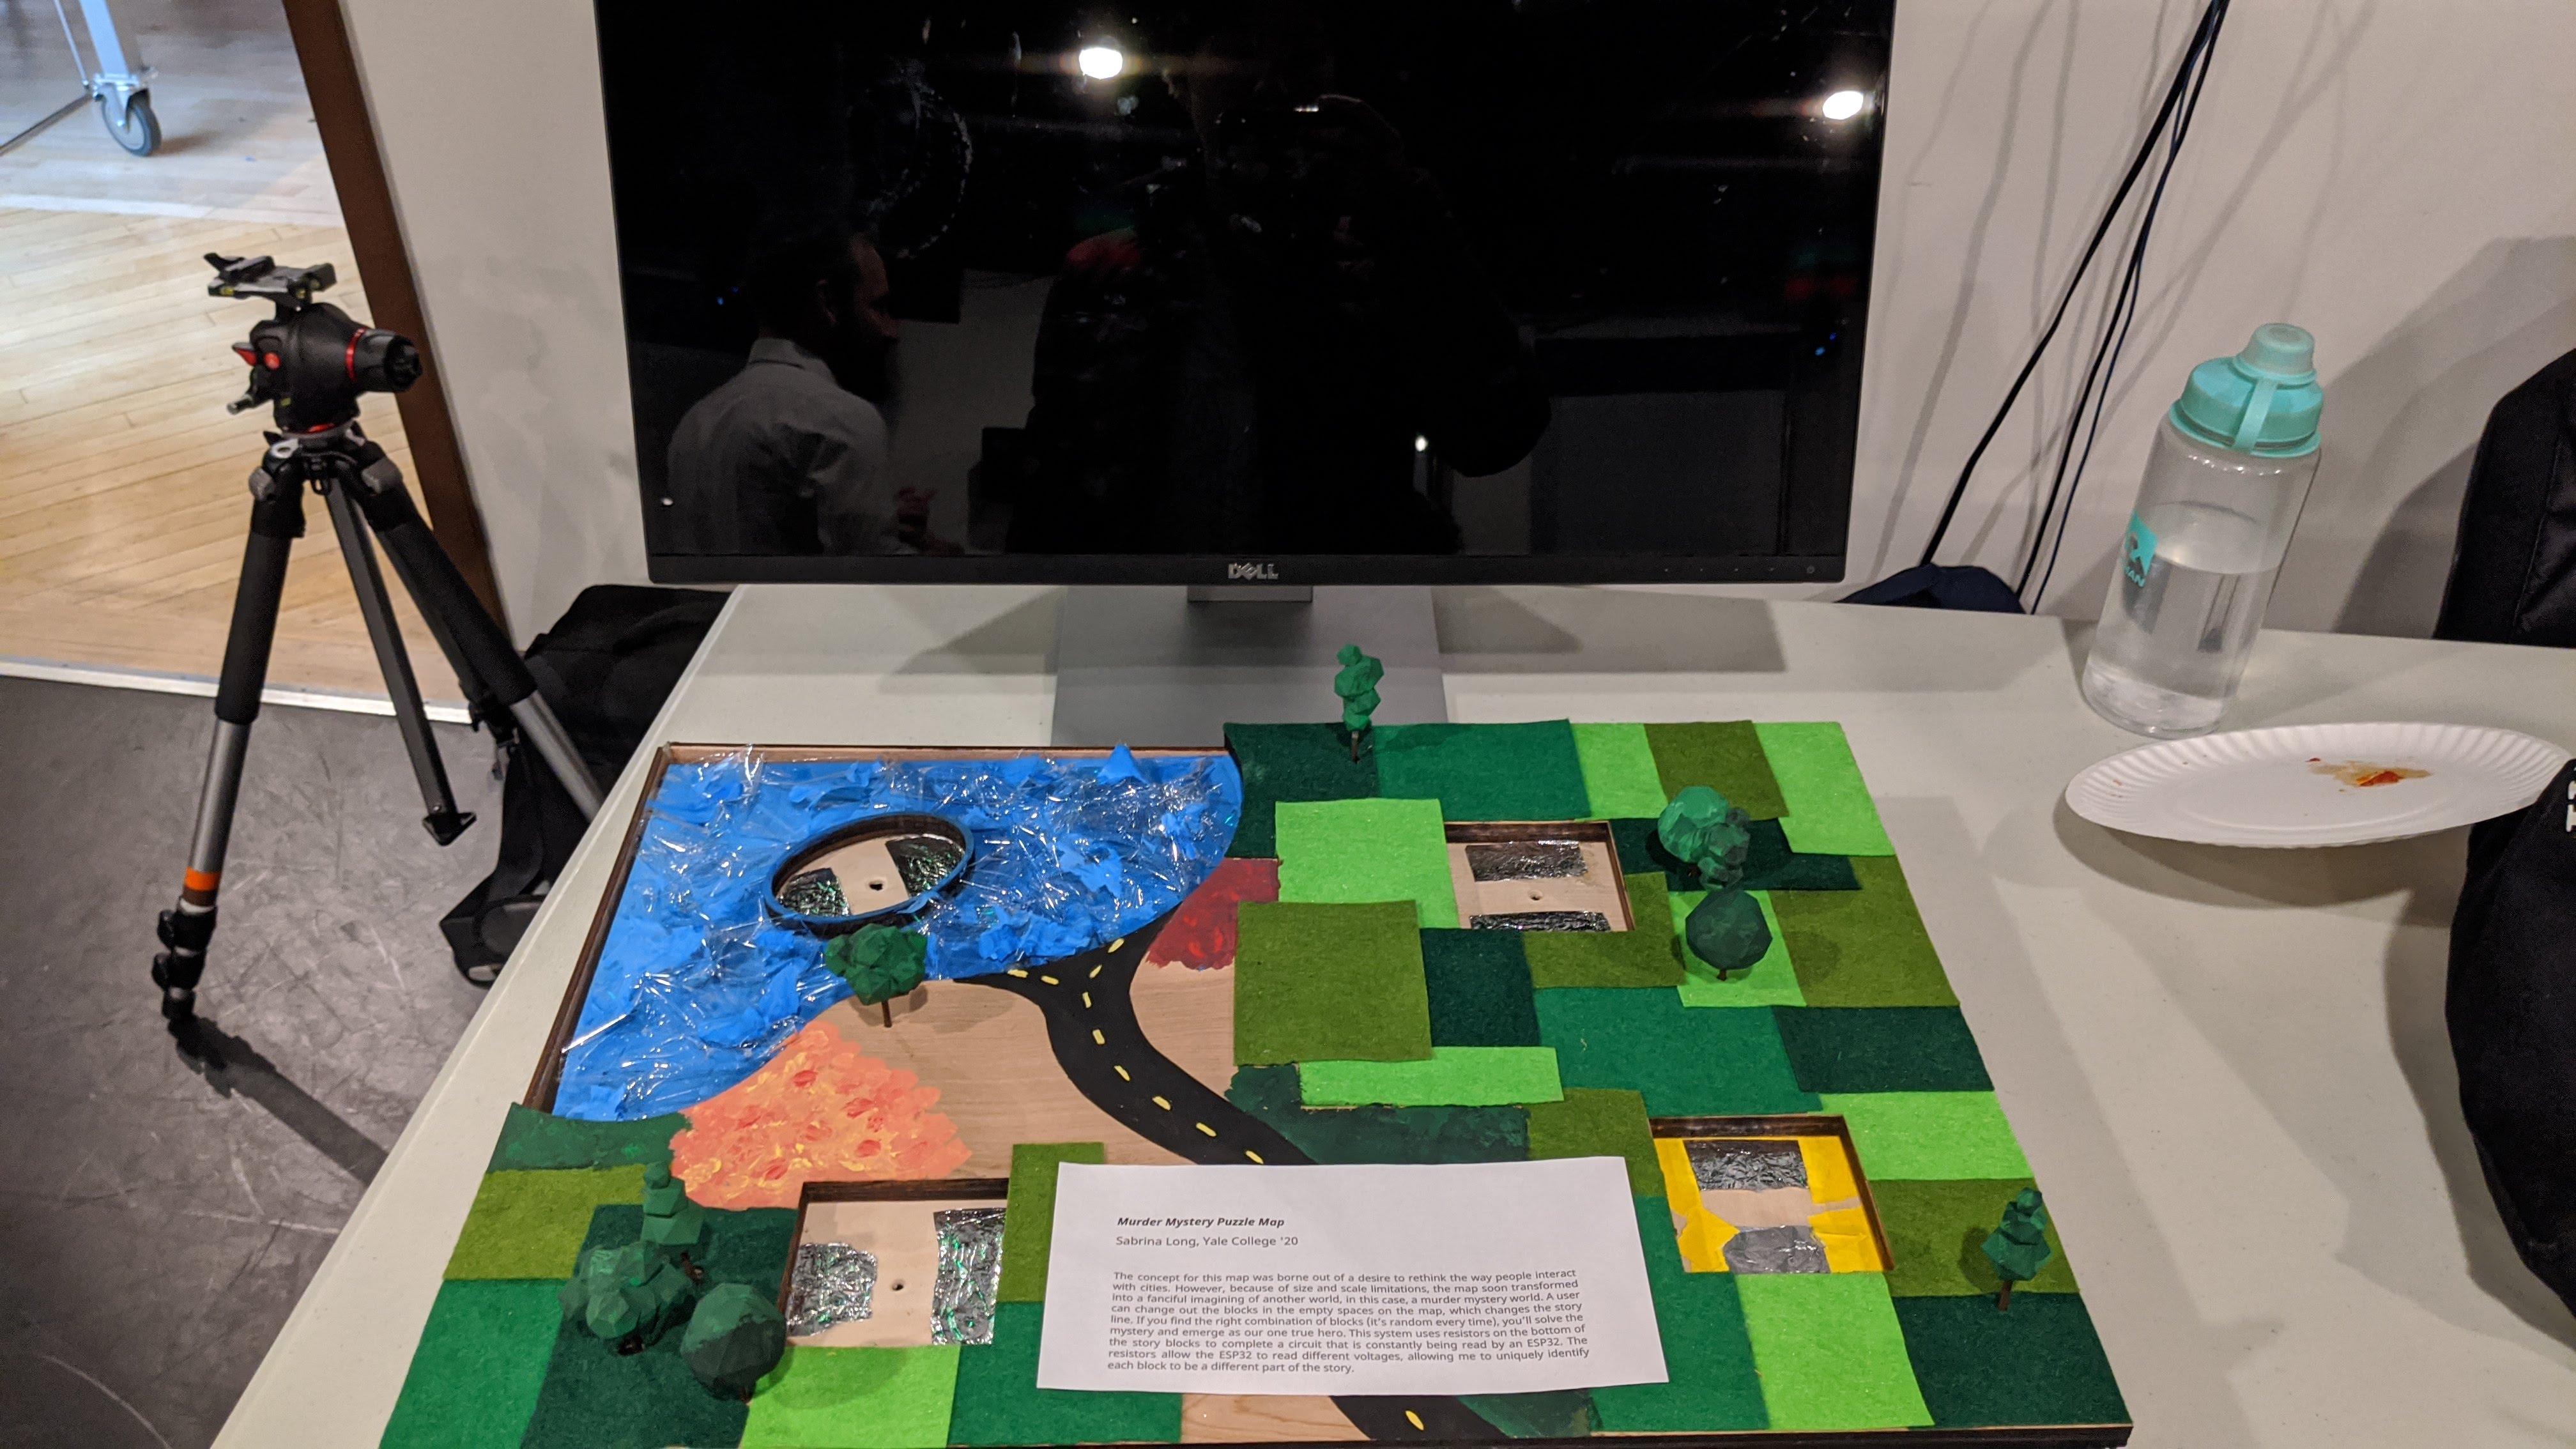 DELL
Murder Mystery Puzzle Map
Sabrina Long, Yale College '20
The concept for this map was borne out of a desire to rethink the way people interact
with cities. However, because of size and scale limitations, the map soon transformed
into a fanciful imagining of another world, in this case, a murder mystery world. A user
can change out the blocks in the empty spaces on the map, which changes the story
line. If you find the right combination of blocks (it's random every time), you'll solve the
mystery and emerge as our one true hero. This system uses resistors on the bottom of
the story blocks to complete a circuit that is constantly being read by an ESP32. The
resistors allow the ESP32 to read different voltages, allowing me to uniquely identify
each block to be a different part of the story.